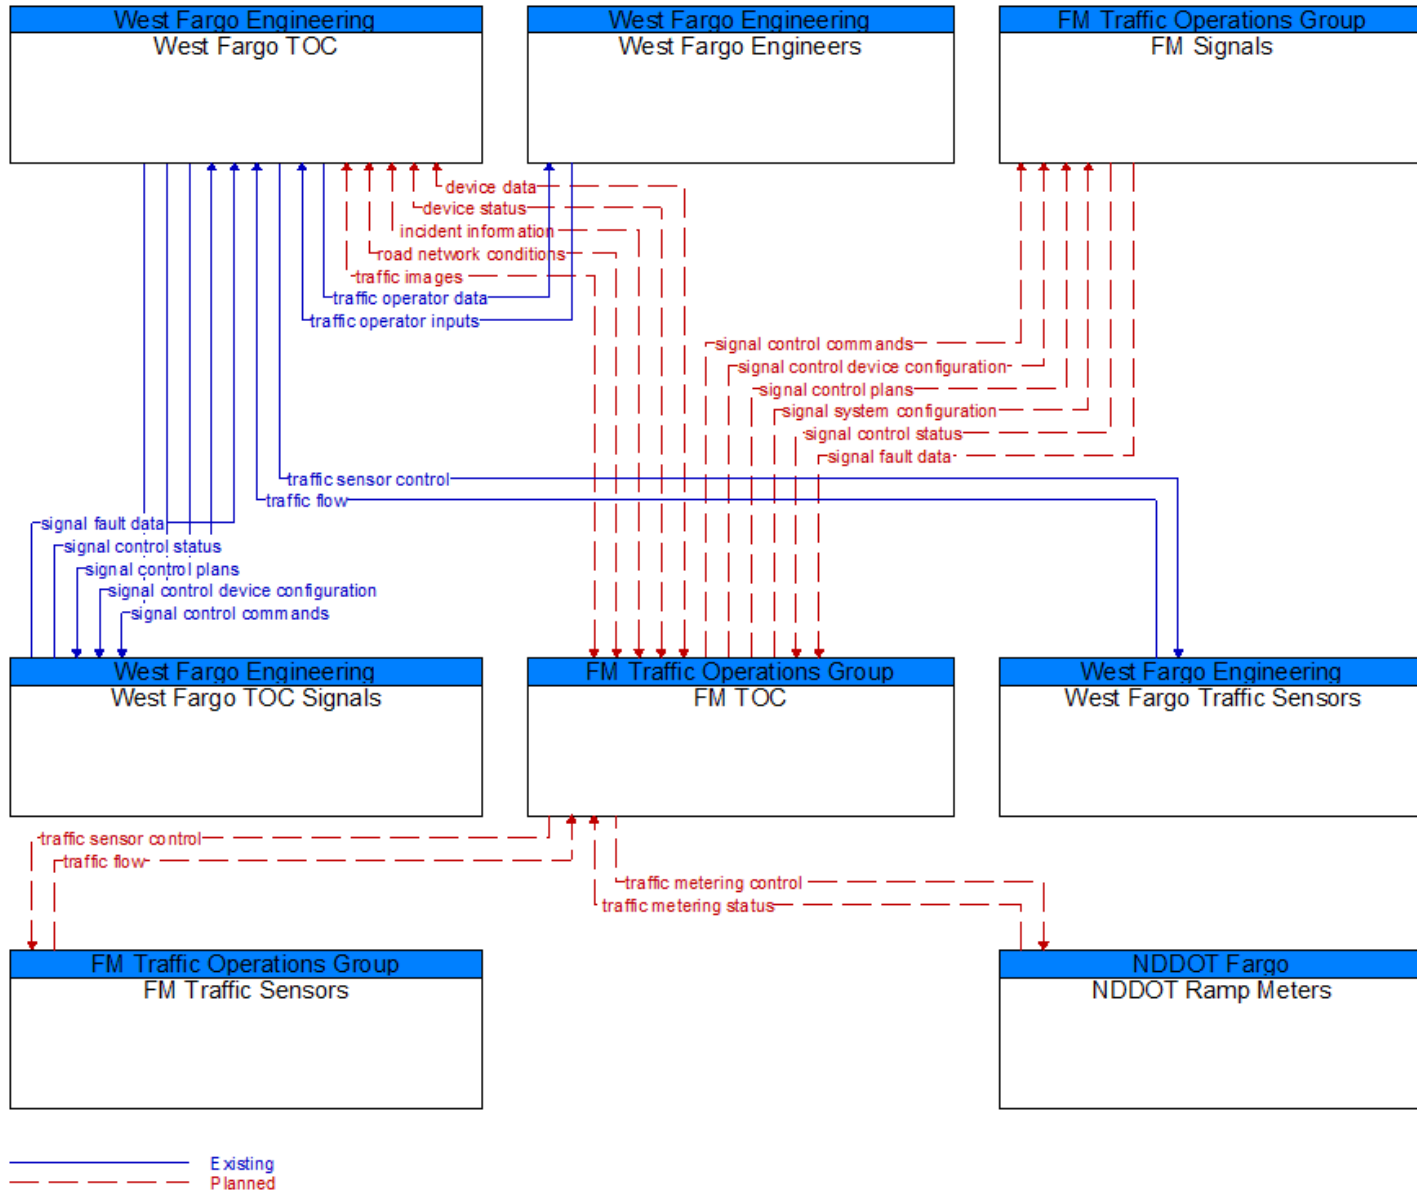 West Fargo Engineering
West Fargo TOC
West Fargo Engineering
West Fargo Engineers
FM Traffic Operations Group
FM Signals
device data
device status
incident information
road network conditions
traffic images
traffic operator data
traffic operator inputs
signal control commands
signal control device configuration
signal control plans
signal system configuration
signal control status
signal fault data
traffic sensor control
traffic flow
signal fault data
signal control status
signal control plans
signal control device configuration
signal control commands
West Fargo Engineering
West Fargo TOC Signals
FM Traffic Operations Group
FM TOC
West Fargo Engineering
West Fargo Traffic Sensors
traffic sensor control
traffic flow
traffic metering control
traffic metering status
FM Traffic Operations Group
FM Traffic Sensors
NDDOT Fargo
NDDOT Ramp Meters
Existing
Planned